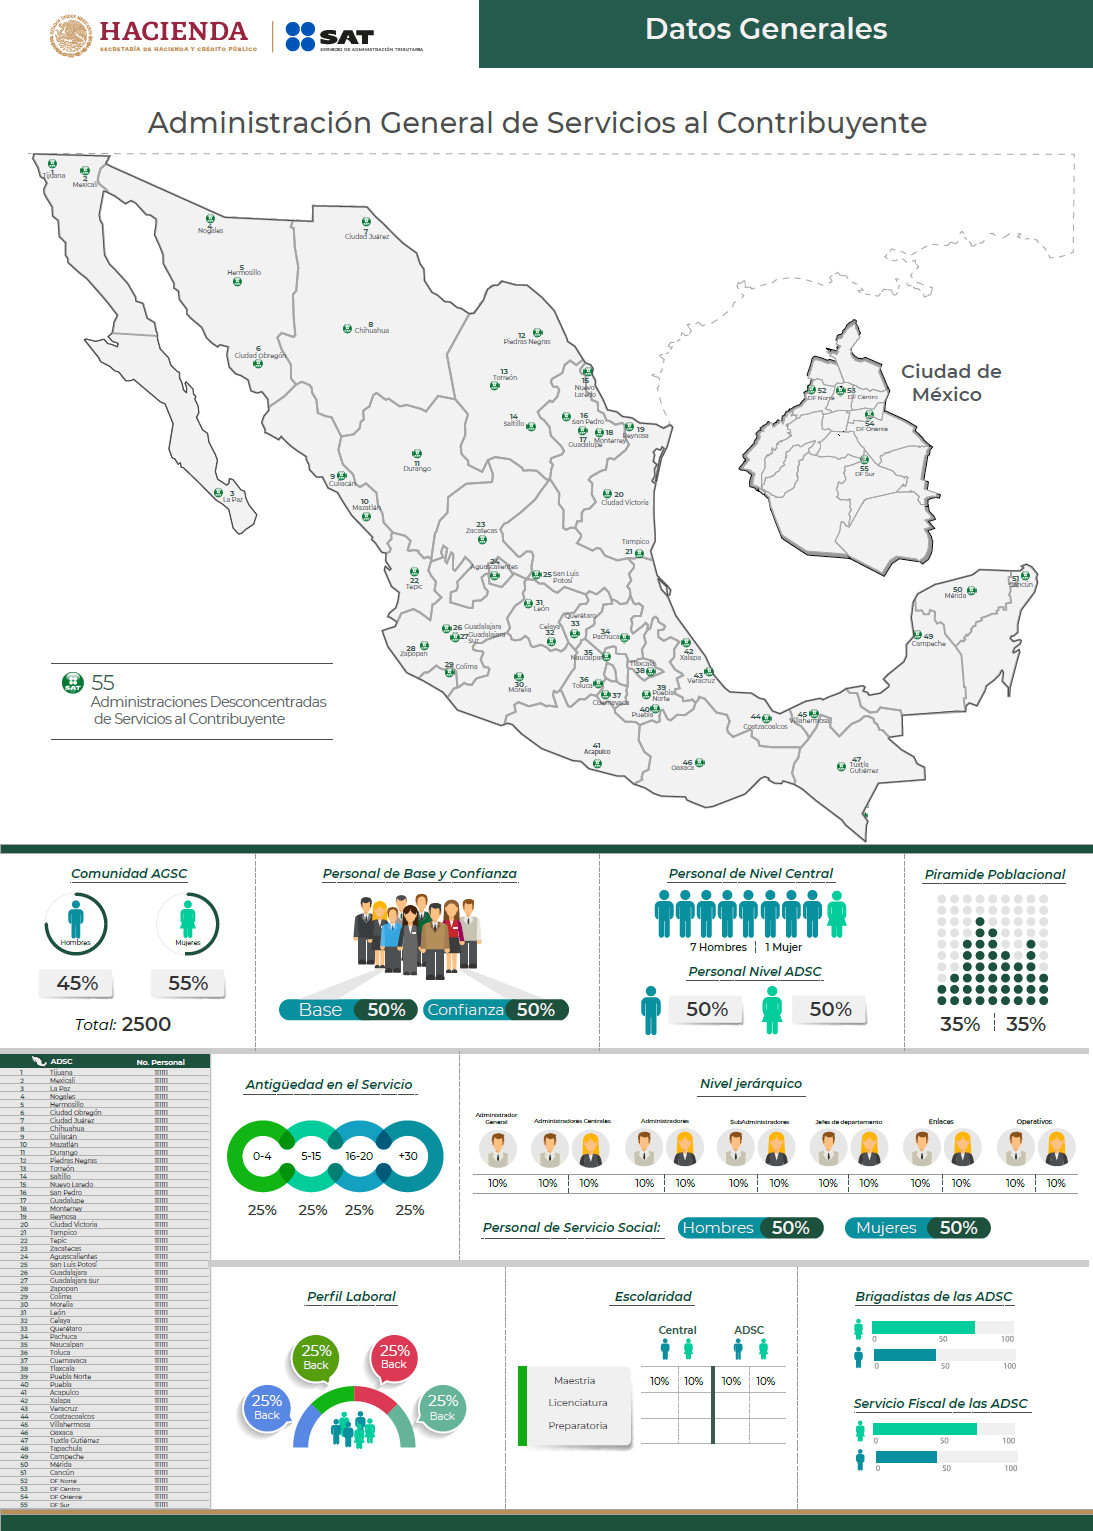 HACIENDA
SECRETARÍA DE HACIENDA Y CRÉDITO PÚBLICO
SAT
SERVICIO DE ADMINISTRACIÓN TRIBUTARIA
Datos Generales
Administración General de Servicios al Contribuyente
1
Tijuana
2
Mexicali
4
Nogales
7
Ciudad Juárez
5
Hermosillo
8
Chihuahua
6
Ciudad Obregón
12
Piedras Negras
13
Torreón
15
Nuevo
Laredo
14
Saltillo
16
San Pedro
17
Guadalupe
18
Monterrey
19
Reynosa
11
Durango
9
Culiacán
10
Mazatlán
3
La Paz
20
Ciudad Victoria
23
Zacatecas
Tampico
21
22
Tepic
24
Aguascalientes
25 San Luis
Potosí
31
León
26 Guadalajara
27 Guadalajara
Sur
28
Zapopan
29 Colima
Celaya
32
Querétaro
33
34
Pachuca
35
Naucalpan
Tlaxcala
38
30
Morelia
36
Toluca
37
Cuernavaca
39
Puebla
Norte
40
Puebla
42
Xalapa
43
Veracruz
41
Acapulco
44
Coatzacoalcos
45
Villahermosa
46
Oaxaca
47
Tuxtla
Gutiérrez
49
Campeche
50
Mérida
51
Cancún
Ciudad de
México
52
DF Norte
53
DF Centro
54
DF Oriente
55
DF Sur
SAT
55
Administraciones Desconcentradas
de Servicios al Contribuyente
Comunidad AGSC
Hombres
Mujeres
45%
55%
Total: 2500
Personal de Base y Confianza
Base 50%
Confianza 50%
Personal de Nivel Central
7 Hombres
1 Mujer
Personal Nivel ADSC
50%
50%
Piramide Poblacional
35%
35%
ADSC No. Personal
1 Tijuana
2 Mexicali
3 La Paz
4 Nogales
5 Hermosillo
6 Ciudad Obregón
7 Ciudad Juárez
8 Chihuahua
9 Culiacán
10 Mazatlán
11 Durango
12 Piedras Negras
13 Torreón
14 Saltillo
15 Nuevo Laredo
16 San Pedro
17 Guadalupe
18 Monterrey
19 Reynosa
20 Ciudad Victoria
21 Tampico
22 Tepic
23 Zacatecas
24 Aguascalientes
25 San Luis Potosí
26 Guadalajara
27 Guadalajara Sur
28 Zapopan
29 Colima
30 Morelia
31 León
32 Celaya
33 Querétaro
34 Pachuca
35 Naucalpan
36 Toluca
37 Cuernavaca
38 Tlaxcala
39 Puebla Norte
40 Puebla
41 Acapulco
42 Xalapa
43 Veracruz
44 Coatzacoalcos
45 Villahermosa
46 Oaxaca
47 Tuxtla Gutiérrez
48 Tapachula
49 Campeche
50 Mérida
51 Cancún
52 DF Norte
53 DF Centro
54 DF Oriente
55 DF Sur
Antigüedad en el Servicio
0-4
5-15
16-20
+30
25%
25%
25%
25%
Nivel jerárquico
Administrador
General
Administradores Centrales
Administradores
SubAdministradores
Jefes de departamento
Enlaces
Operativos
10%
10% 10%
10% 10%
10% 10%
10% 10%
10% 10%
10% 10%
Personal de Servicio Social:
Hombres 50%
Mujeres 50%
Perfil Laboral
25%
Back
25%
Back
25%
Back
25%
Back
Escolaridad
Central
ADSC
Maestría
10% 10% 10% 10%
Licenciatura
Preparatoria
Brigadistas de las ADSC
0 50 100
0 50 100
Servicio Fiscal de las ADSC
0 50 100
0 50 100